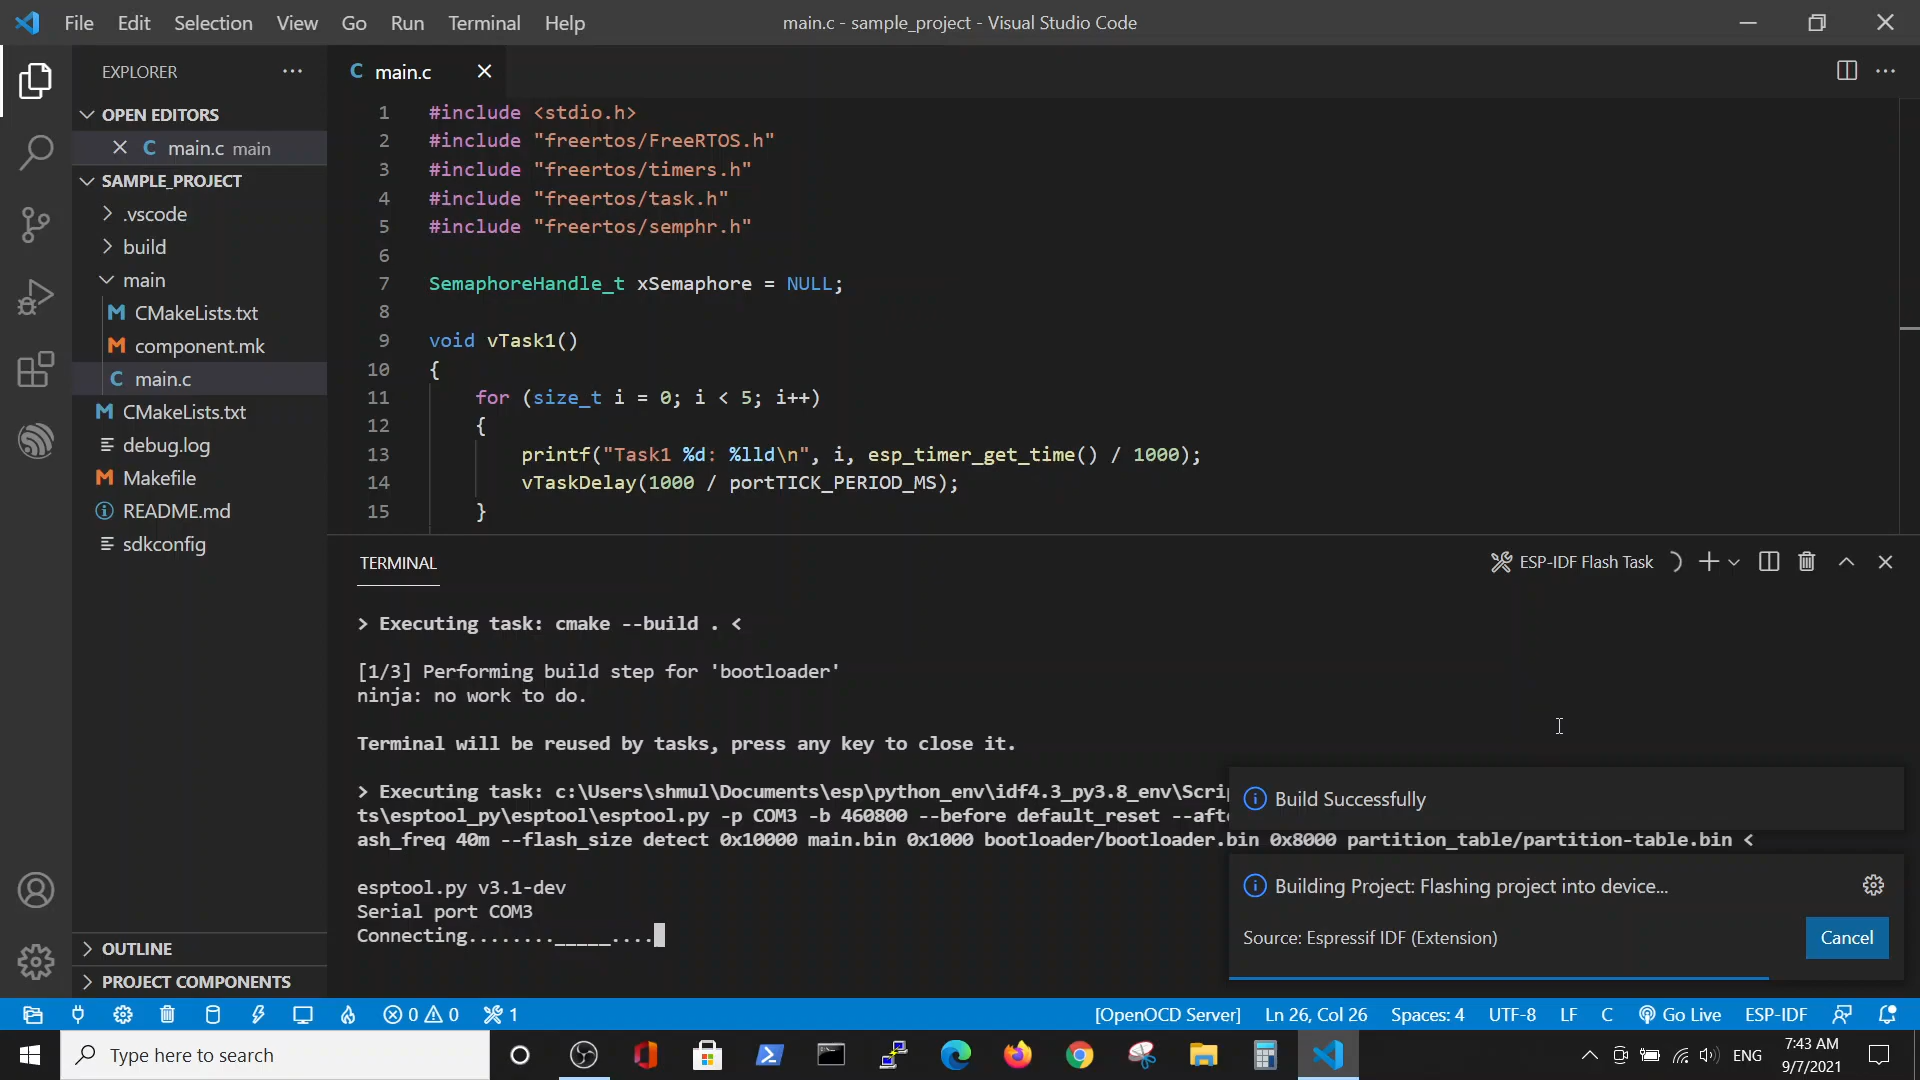 File Edit Selection View Go Run Terminal Help
main.c - sample_project - Visual Studio Code
EXPLORER
OPEN EDITORS
C main.c main
SAMPLE_PROJECT
.vscode
build
main
M CMakeLists.txt
M component.mk
C main.c
M CMakeLists.txt
debug.log
M Makefile
README.md
sdkconfig
OUTLINE
PROJECT COMPONENTS
C main.c
1 #include <stdio.h>
2 #include "freertos/FreeRTOS.h"
3 #include "freertos/timers.h"
4 #include "freertos/task.h"
5 #include "freertos/semphr.h"
6
7 SemaphoreHandle_t xSemaphore = NULL;
8
9 void vTask1()
10 {
11 for (size_t i = 0; i < 5; i++)
12 {
13 printf("Task1 %d: %lld\n", i, esp_timer_get_time() / 1000);
14 vTaskDelay(1000 / portTICK_PERIOD_MS);
15 }
TERMINAL
ESP-IDF Flash Task
> Executing task: cmake --build . <
[1/3] Performing build step for 'bootloader'
ninja: no work to do.
Terminal will be reused by tasks, press any key to close it.
> Executing task: c:\Users\shmul\Documents\esp\python_env\idf4.3_py3.8_env\Scrip
ts\esptool_py\esptool\esptool.py -p COM3 -b 460800 --before default_reset --afte
ash_freq 40m --flash_size detect 0x10000 main.bin 0x1000 bootloader/bootloader.bin 0x8000 partition_table/partition-table.bin <
esptool.py v3.1-dev
Serial port COM3
Connecting........_____....
Build Successfully
Building Project: Flashing project into device...
Source: Espressif IDF (Extension)
Cancel
0 0 1
[OpenOCD Server] Ln 26, Col 26 Spaces: 4 UTF-8 LF C Go Live ESP-IDF
Type here to search
ENG
7:43 AM
9/7/2021